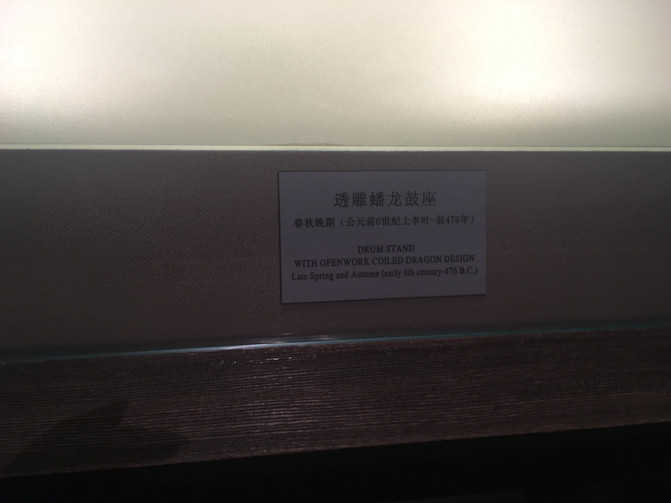 透雕蟠龙鼓座
春秋晚期（公元前6世纪上半叶-前476年）
DRUM STAND
WITH OPENWORK COILED DRAGON DESIGN
Late Spring and Autumn (early 6th century-476 B.C.)